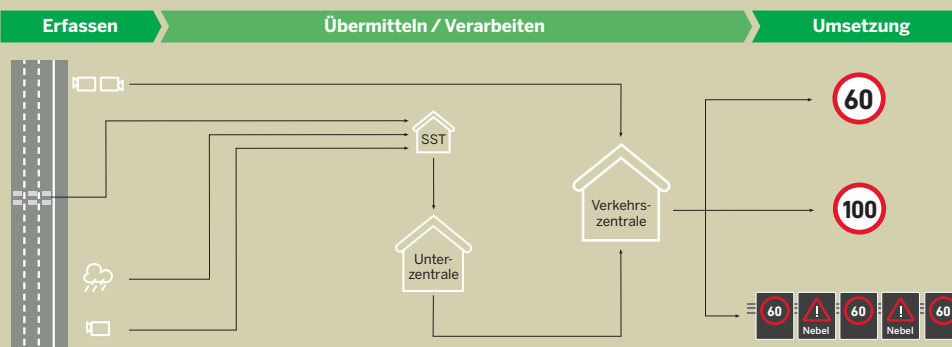 Erfassen
Übermitteln / Verarbeiten
Umsetzung
60
SST
Verkehrs-
zentrale
100
Unter-
zentrale
60
!
Nebel
60
!
Nebel
60